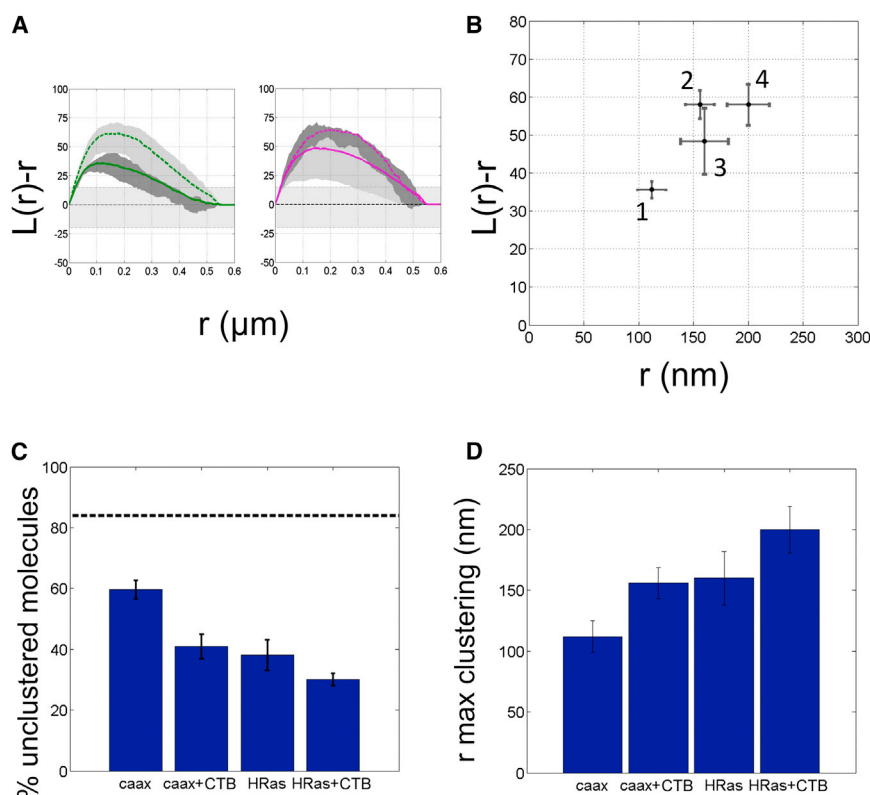 A
B
100
75
50
25
0
-25
-50
0 0.1 0.2 0.3 0.4 0.5 0.6
100
75
50
25
0
-25
-50
0 0.1 0.2 0.3 0.4 0.5 0.6
L(r)-r
r (µm)
80
70
60
50
40
30
20
10
0
0 50 100 150 200 250 300
L(r)-r
r (nm)
1
2
3
4
C
D
100
80
60
40
20
0
% unclustered molecules
caax caax+CTB HRas HRas+CTB
250
200
150
100
50
0
r max clustering (nm)
caax caax+CTB HRas HRas+CTB